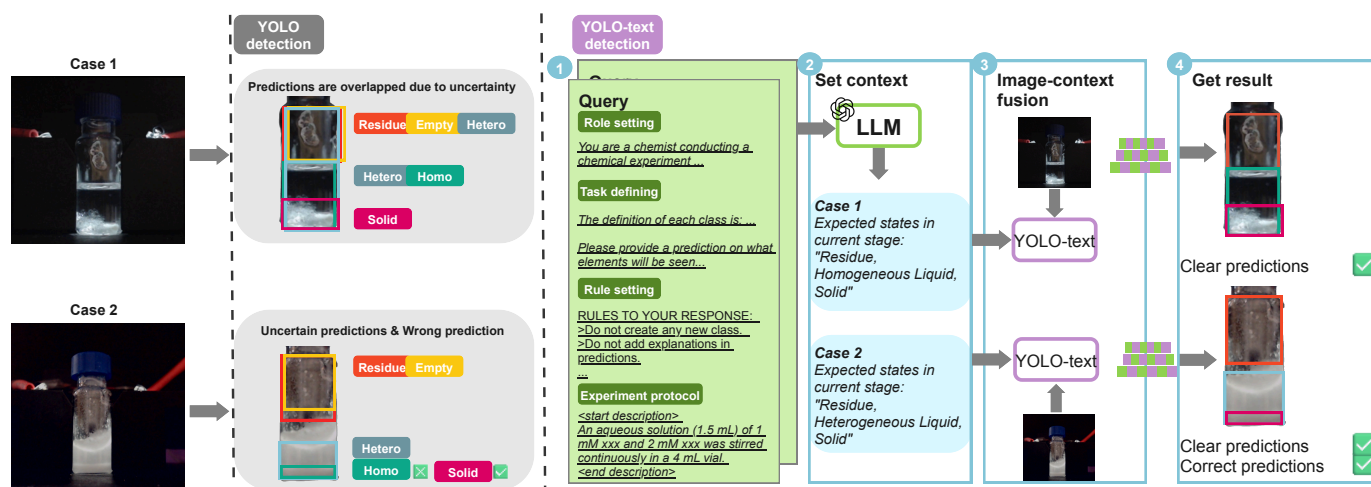 YOLO
detection
Case 1
Predictions are overlapped due to uncertainty
Residue Empty Hetero
Hetero Homo
Solid
Case 2
Uncertain predictions & Wrong prediction
Residue Empty
Hetero
Homo Solid
YOLO-text
detection
1
Query
Role setting
You are a chemist conducting a
chemical experiment ...
Task defining
The definition of each class is: ...
Please provide a prediction on what
elements will be seen...
Rule setting
RULES TO YOUR RESPONSE:
>Do not create any new class.
>Do not add explanations in
predictions.
...
Experiment protocol
<start description>
An aqueous solution (1.5 mL) of 1
mM xxx and 2 mM xxx was stirred
continuously in a 4 mL vial.
<end description>
2
Set context
LLM
Case 1
Expected states in
current stage:
"Residue,
Homogeneous Liquid,
Solid"
Case 2
Expected states in
current stage:
"Residue,
Heterogeneous Liquid,
Solid"
3
Image-context
fusion
YOLO-text
YOLO-text
4
Get result
Clear predictions
Clear predictions
Correct predictions